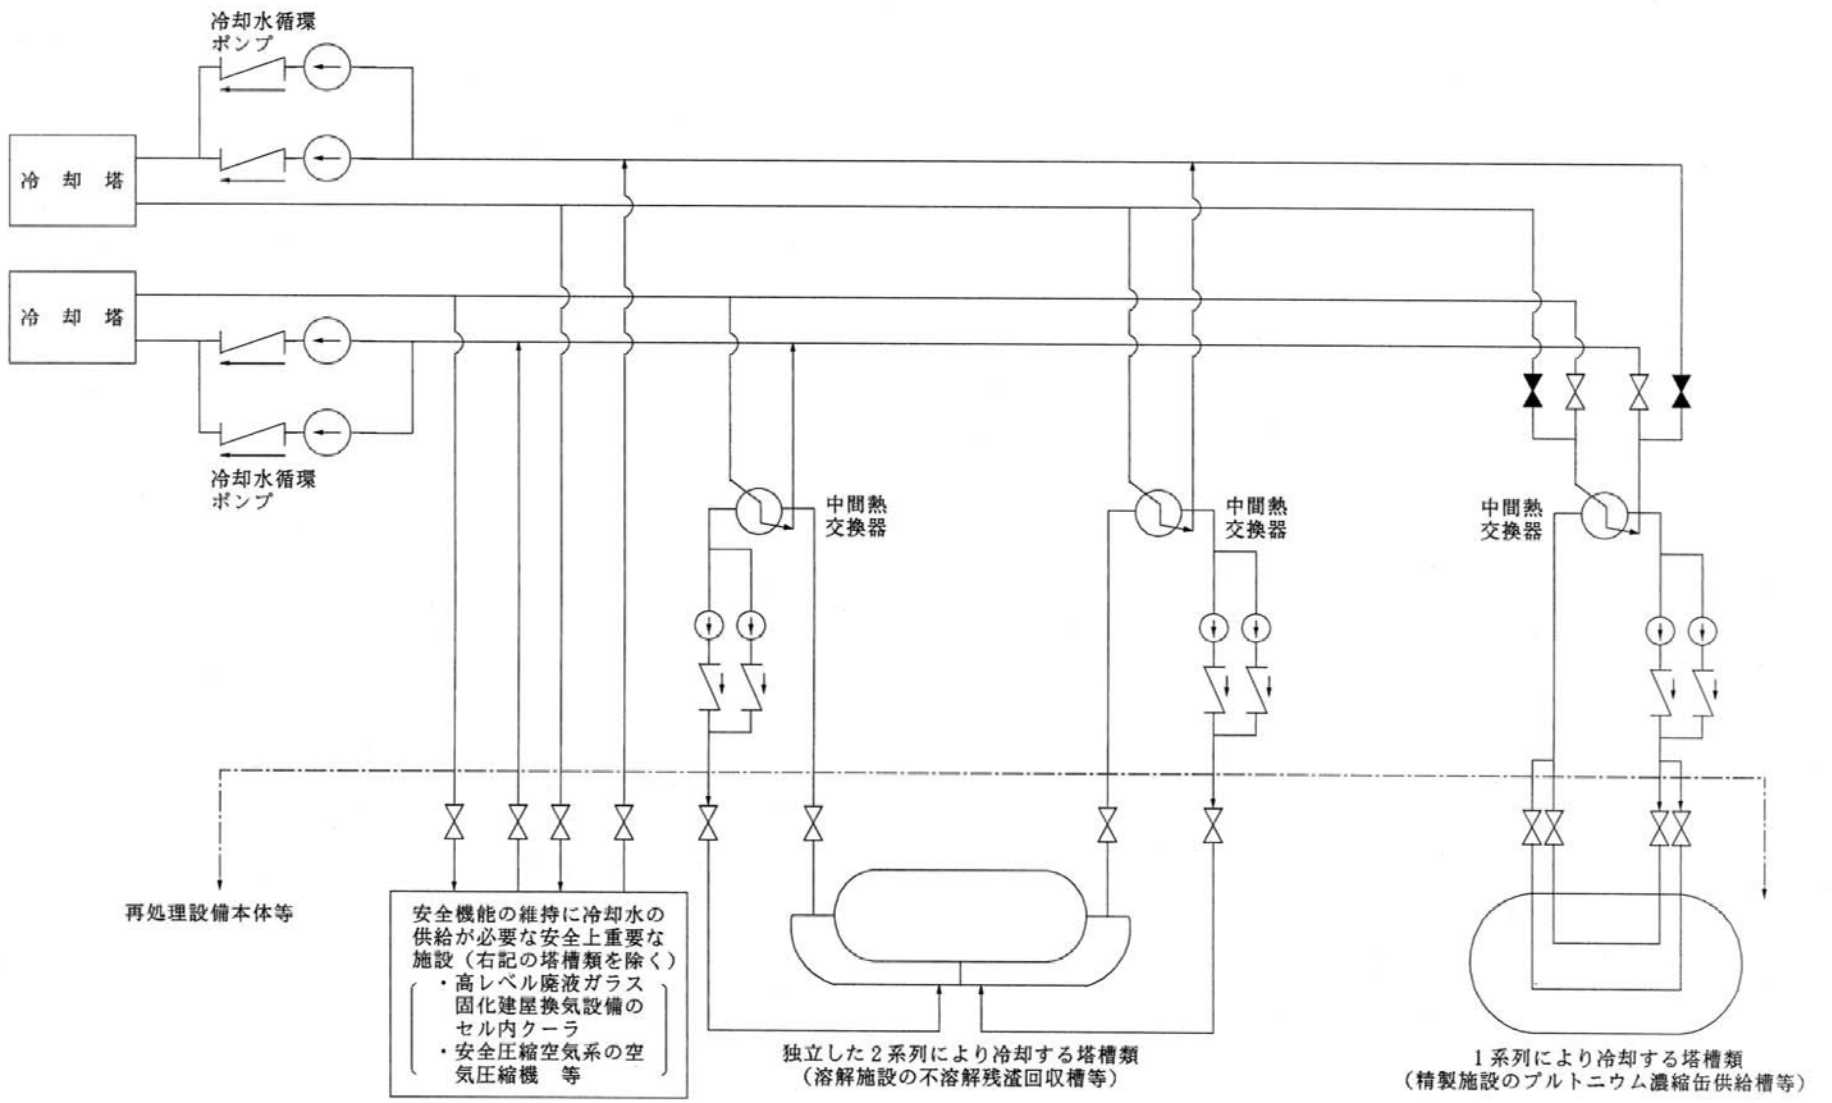 冷却水循環
ポンプ
冷却塔
冷却塔
冷却水循環
ポンプ
中間熱
交換器
中間熱
交換器
中間熱
交換器
再処理設備本体等
安全機能の維持に冷却水の
供給が必要な安全上重要な
施設（右記の塔槽類を除く）
・高レベル廃液ガラス
固化建屋換気設備の
セル内クーラ
・安全圧縮空気系の空
気圧縮機　等
独立した2系列により冷却する塔槽類
（溶解施設の不溶解残渣回収槽等）
1系列により冷却する塔槽類
（精製施設のプルトニウム濃縮缶供給槽等）